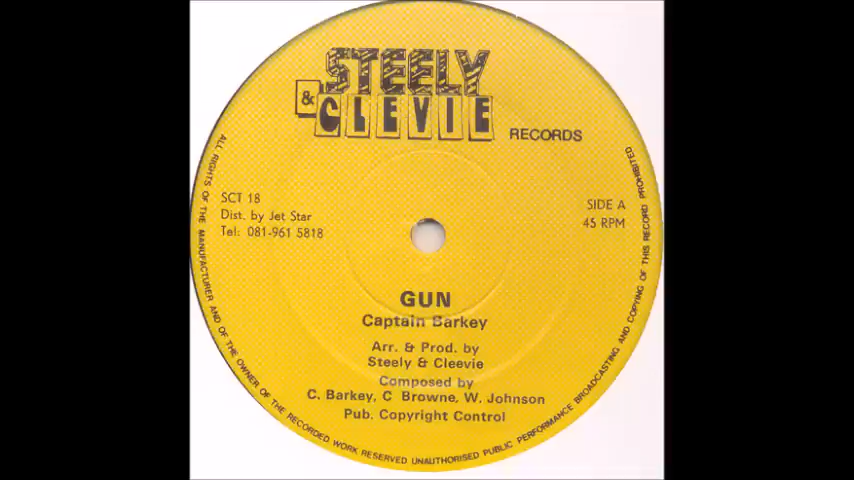 STEELY
& CLEVIE
RECORDS
SCT 18
Dist. by Jet Star
Tel: 081-961 5818
SIDE A
45 RPM
GUN
Captain Barkey
Arr. & Prod. by
Steely & Cleevie
Composed by
C. Barkey, C Browne, W. Johnson
Pub. Copyright Control
ALL RIGHTS OF THE MANUFACTURER AND OF THE OWNER OF THE RECORDED WORK RESERVED UNAUTHORISED PUBLIC PERFORMANCE BROADCASTING AND COPYING OF THIS RECORD PROHIBITED